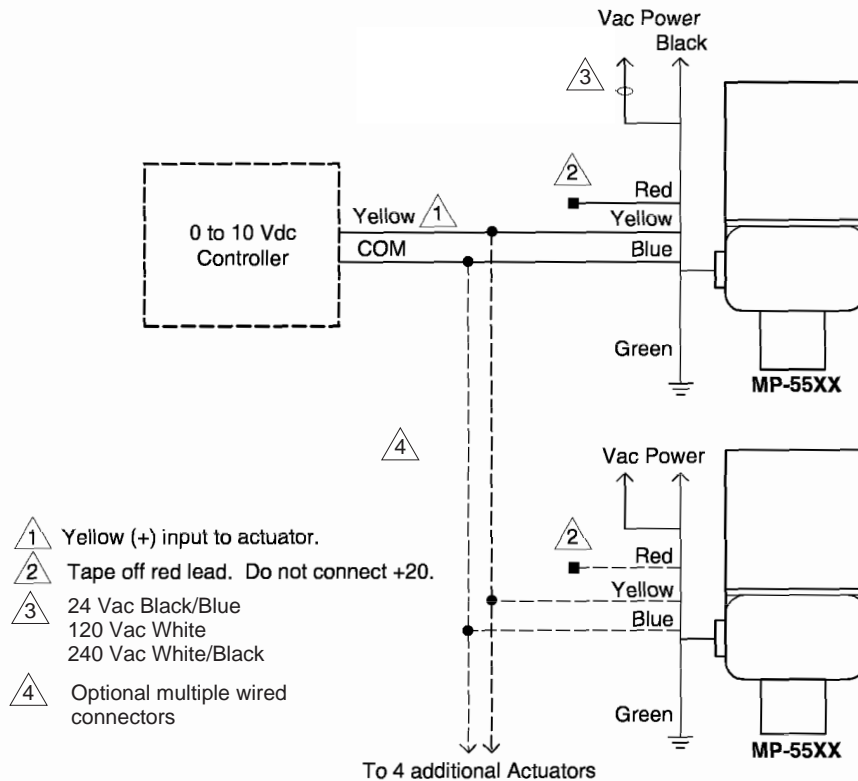 Vac Power
Black
3
2
Red
Yellow 1
Yellow
0 to 10 Vdc
Controller
COM
Blue
Green
MP-55XX
4
Vac Power
2
Red
Yellow
Blue
Green
MP-55XX
To 4 additional Actuators
1 Yellow (+) input to actuator.
2 Tape off red lead. Do not connect +20.
3 24 Vac Black/Blue
120 Vac White
240 Vac White/Black
4 Optional multiple wired
connectors